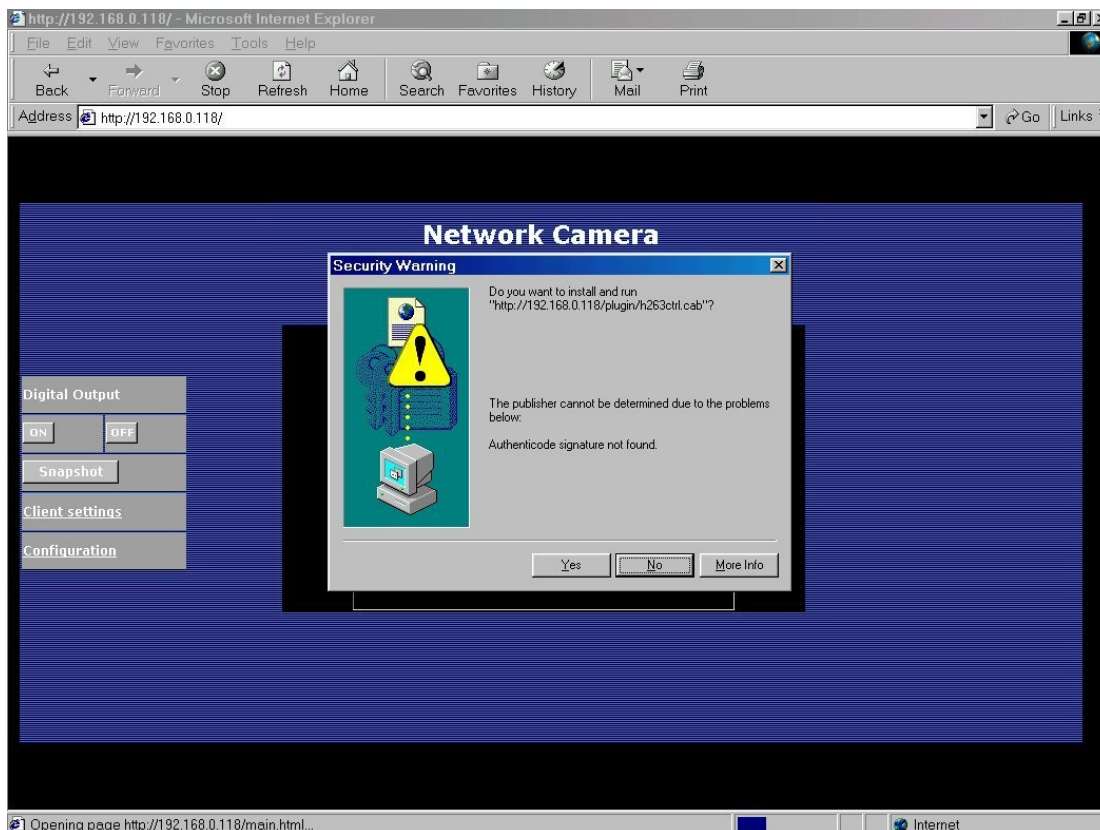 http://192.168.0.118/ - Microsoft Internet Explorer
File Edit View Favorites Tools Help
Back Forward Stop Refresh Home Search Favorites History Mail Print
Address http://192.168.0.118/ Go Links
Network Camera
Security Warning
Do you want to install and run
"http://192.168.0.118/plugin/h263ctrl.cab"?
The publisher cannot be determined due to the problems
below:
Authenticode signature not found.
Yes No More Info
Digital Output
ON OFF
Snapshot
Client settings
Configuration
Opening page http://192.168.0.118/main.html... Internet